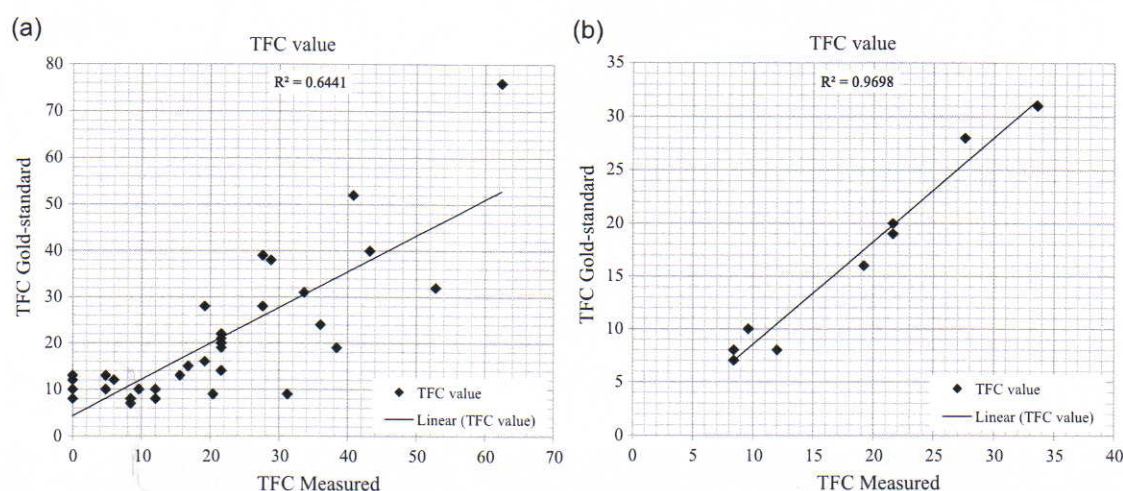 (a)
TFC value
R² = 0.6441
80
70
60
50
40
30
20
10
0
TFC Gold-standard
TFC value
Linear (TFC value)
0 10 20 30 40 50 60 70
TFC Measured
(b)
TFC value
R² = 0.9698
35
30
25
20
15
10
5
0
TFC Gold-standard
TFC value
Linear (TFC value)
0 5 10 15 20 25 30 35 40
TFC Measured